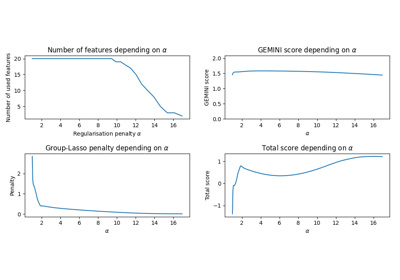 Number of features depending on α
Number of used features
20
15
10
5
2 4 6 8 10 12 14 16
Regularisation penalty α
GEMINI score depending on α
GEMINI score
2.0
1.5
1.0
0.5
0.0
2 4 6 8 10 12 14 16
α
Group-Lasso penalty depending on α
Penalty
2
1
0
2 4 6 8 10 12 14 16
α
Total score depending on α
Total score
1
0
−1
2 4 6 8 10 12 14 16
α